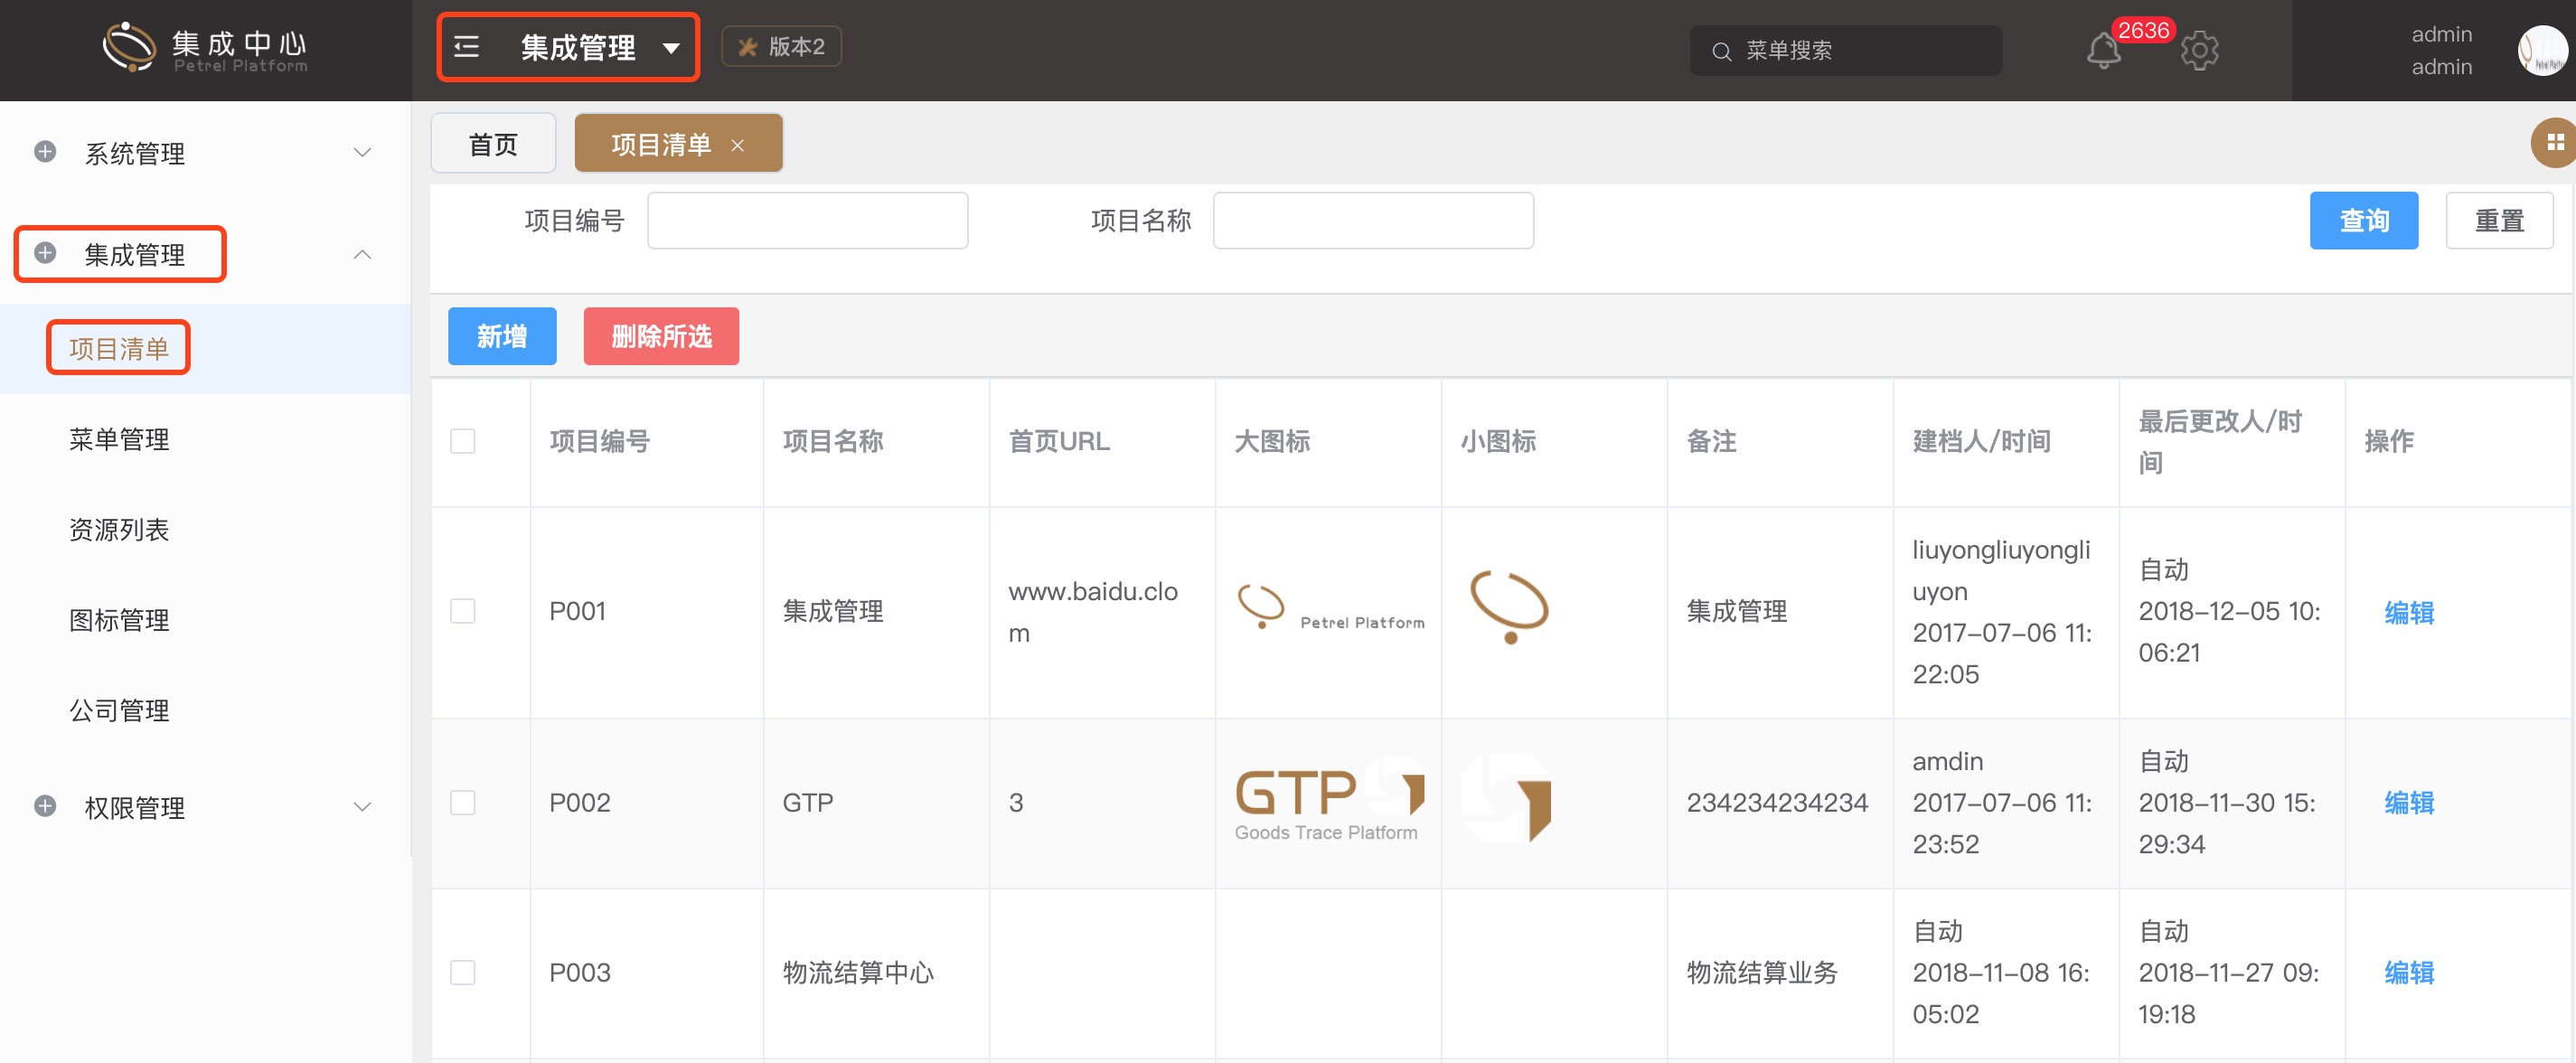 集成中心
Petrel Platform
集成管理
版本2
菜单搜索
2636
admin
admin
系统管理
集成管理
项目清单
菜单管理
资源列表
图标管理
公司管理
权限管理
首页
项目清单 ×
项目编号
项目名称
查询
重置
新增
删除所选
项目编号
项目名称
首页URL
大图标
小图标
备注
建档人/时间
最后更改人/时
间
操作
P001
集成管理
www.baidu.clo
m
Petrel Platform
集成管理
liuyongliuyongli
uyon
2017-07-06 11:
22:05
自动
2018-12-05 10:
06:21
编辑
P002
GTP
3
GTP
Goods Trace Platform
234234234234
amdin
2017-07-06 11:
23:52
自动
2018-11-30 15:
29:34
编辑
P003
物流结算中心
物流结算业务
自动
2018-11-08 16:
05:02
自动
2018-11-27 09:
19:18
编辑